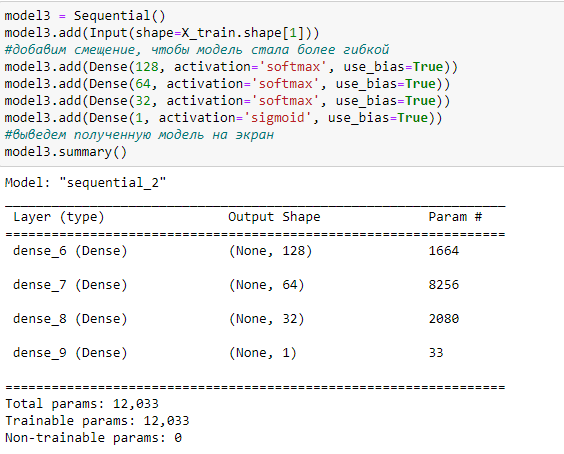 model3 = Sequential()
model3.add(Input(shape=X_train.shape[1]))
#добавим смещение, чтобы модель стала более гибкой
model3.add(Dense(128, activation='softmax', use_bias=True))
model3.add(Dense(64, activation='softmax', use_bias=True))
model3.add(Dense(32, activation='softmax', use_bias=True))
model3.add(Dense(1, activation='sigmoid', use_bias=True))
#выведем полученную модель на экран
model3.summary()
Model: "sequential_2"
_________________________________________________________________
Layer (type) Output Shape Param #
=================================================================
dense_6 (Dense) (None, 128) 1664
dense_7 (Dense) (None, 64) 8256
dense_8 (Dense) (None, 32) 2080
dense_9 (Dense) (None, 1) 33
=================================================================
Total params: 12,033
Trainable params: 12,033
Non-trainable params: 0